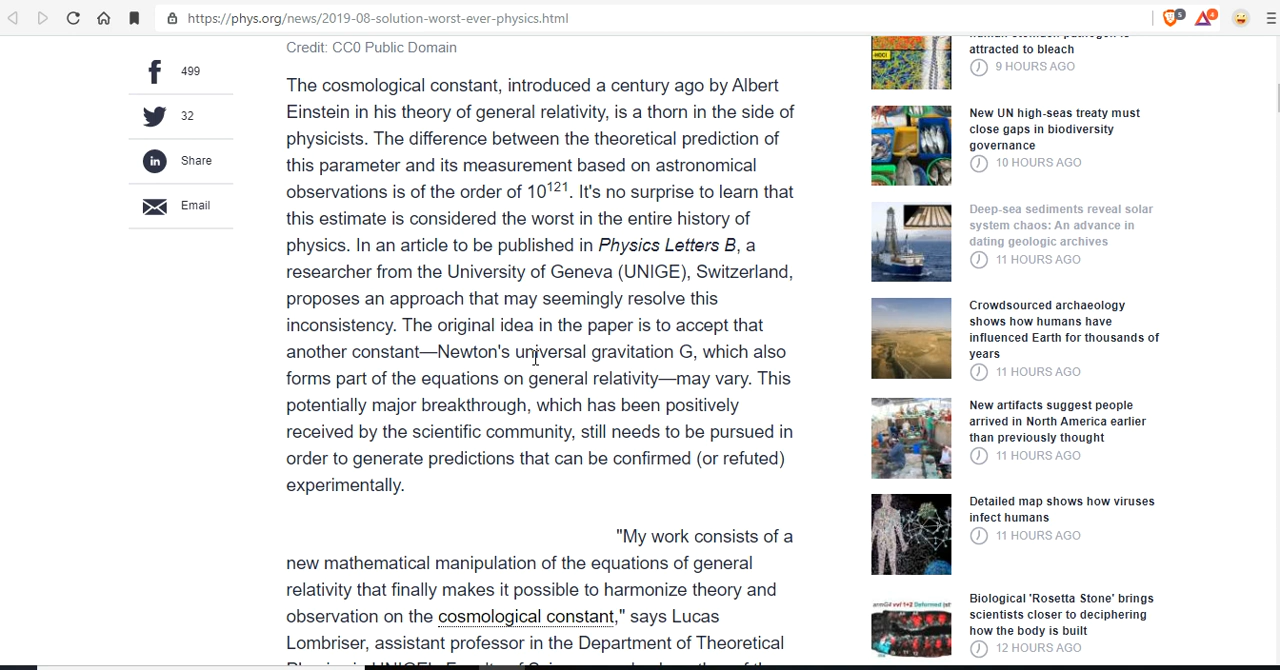 https://phys.org/news/2019-08-solution-worst-ever-physics.html
5
4
Credit: CC0 Public Domain
499
32
Share
Email
The cosmological constant, introduced a century ago by Albert
Einstein in his theory of general relativity, is a thorn in the side of
physicists. The difference between the theoretical prediction of
this parameter and its measurement based on astronomical
observations is of the order of 10¹²¹. It's no surprise to learn that
this estimate is considered the worst in the entire history of
physics. In an article to be published in Physics Letters B, a
researcher from the University of Geneva (UNIGE), Switzerland,
proposes an approach that may seemingly resolve this
inconsistency. The original idea in the paper is to accept that
another constant—Newton's universal gravitation G, which also
forms part of the equations on general relativity—may vary. This
potentially major breakthrough, which has been positively
received by the scientific community, still needs to be pursued in
order to generate predictions that can be confirmed (or refuted)
experimentally.
"My work consists of a
new mathematical manipulation of the equations of general
relativity that finally makes it possible to harmonize theory and
observation on the cosmological constant," says Lucas
Lombriser, assistant professor in the Department of Theoretical
attracted to bleach
9 HOURS AGO
New UN high-seas treaty must
close gaps in biodiversity
governance
10 HOURS AGO
Deep-sea sediments reveal solar
system chaos: An advance in
dating geologic archives
11 HOURS AGO
Crowdsourced archaeology
shows how humans have
influenced Earth for thousands of
years
11 HOURS AGO
New artifacts suggest people
arrived in North America earlier
than previously thought
11 HOURS AGO
Detailed map shows how viruses
infect humans
11 HOURS AGO
Biological 'Rosetta Stone' brings
scientists closer to deciphering
how the body is built
12 HOURS AGO